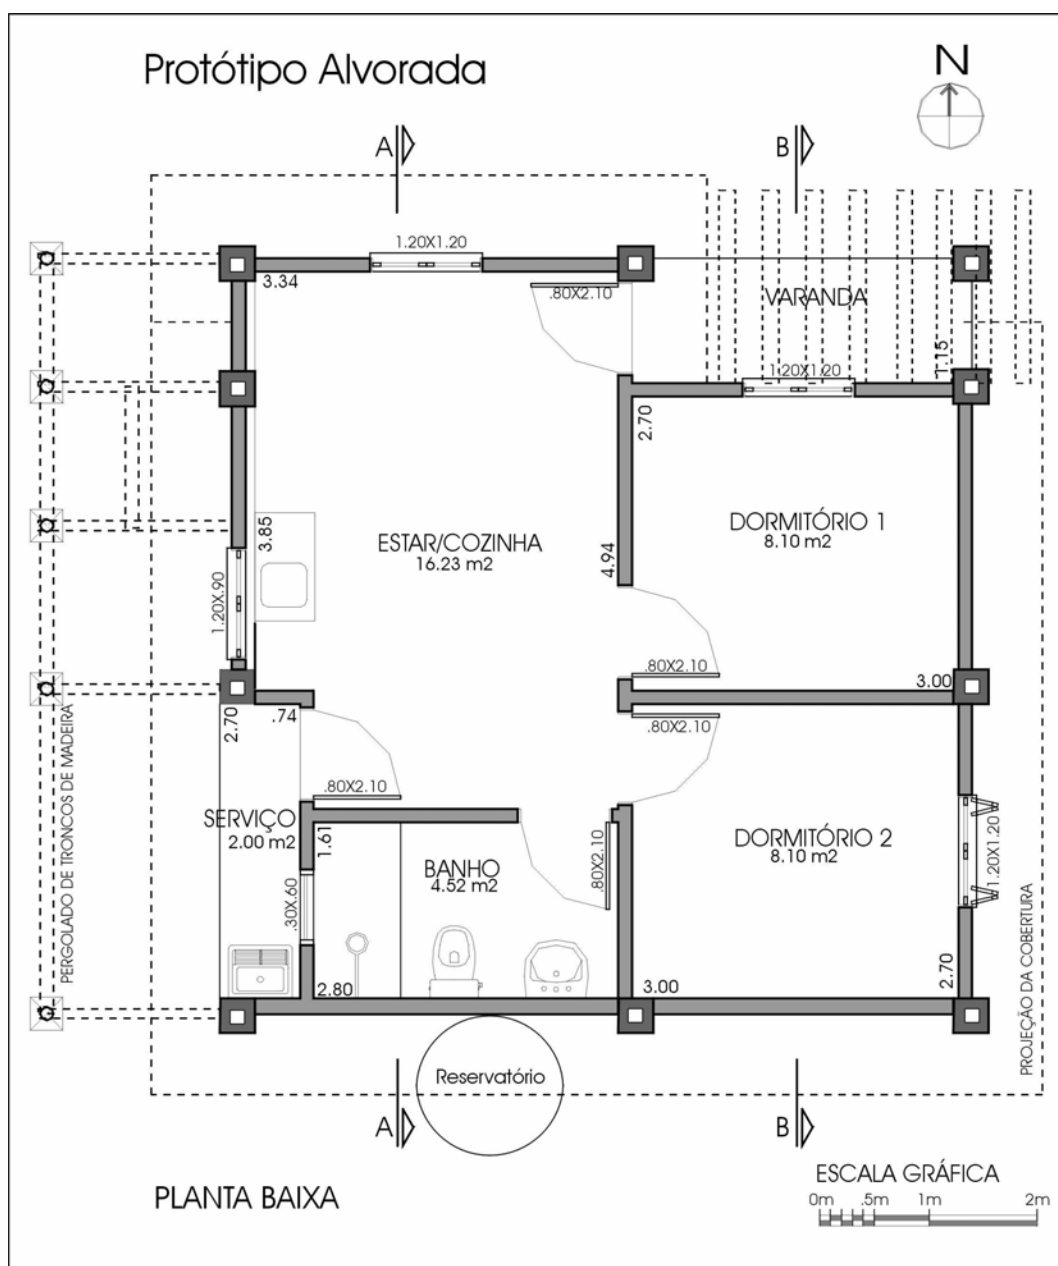 Protótipo Alvorada
N
A
B
1.20X1.20
3.34
.80X2.10
VARANDA
1.15
1.20X1.20
2.70
DORMITÓRIO 1
8.10 m2
3.85
ESTAR/COZINHA
16.23 m2
4.94
1.20X.90
.80X2.10
3.00
2.70
.74
.80X2.10
PERGOLADO DE TRONCOS DE MADEIRA
.80X2.10
SERVIÇO
2.00 m2
1.61
BANHO
4.52 m2
.80X2.10
DORMITÓRIO 2
8.10 m2
1.20X1.20
.30X.60
2.80
3.00
2.70
PROJEÇÃO DA COBERTURA
Reservatório
A
B
PLANTA BAIXA
ESCALA GRÁFICA
0m .5m 1m 2m